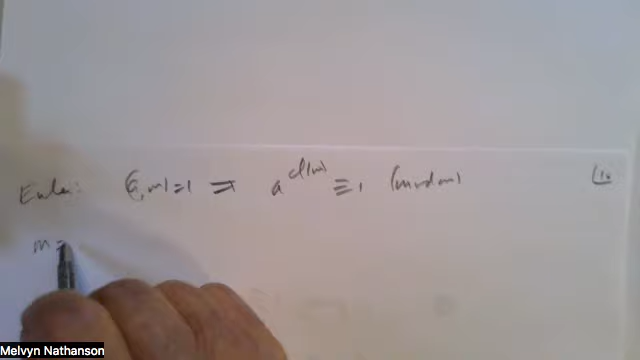 Euler: (a,m)=1 ⇒ a^φ(m) ≡ 1 (mod m)
m =
Melvyn Nathanson